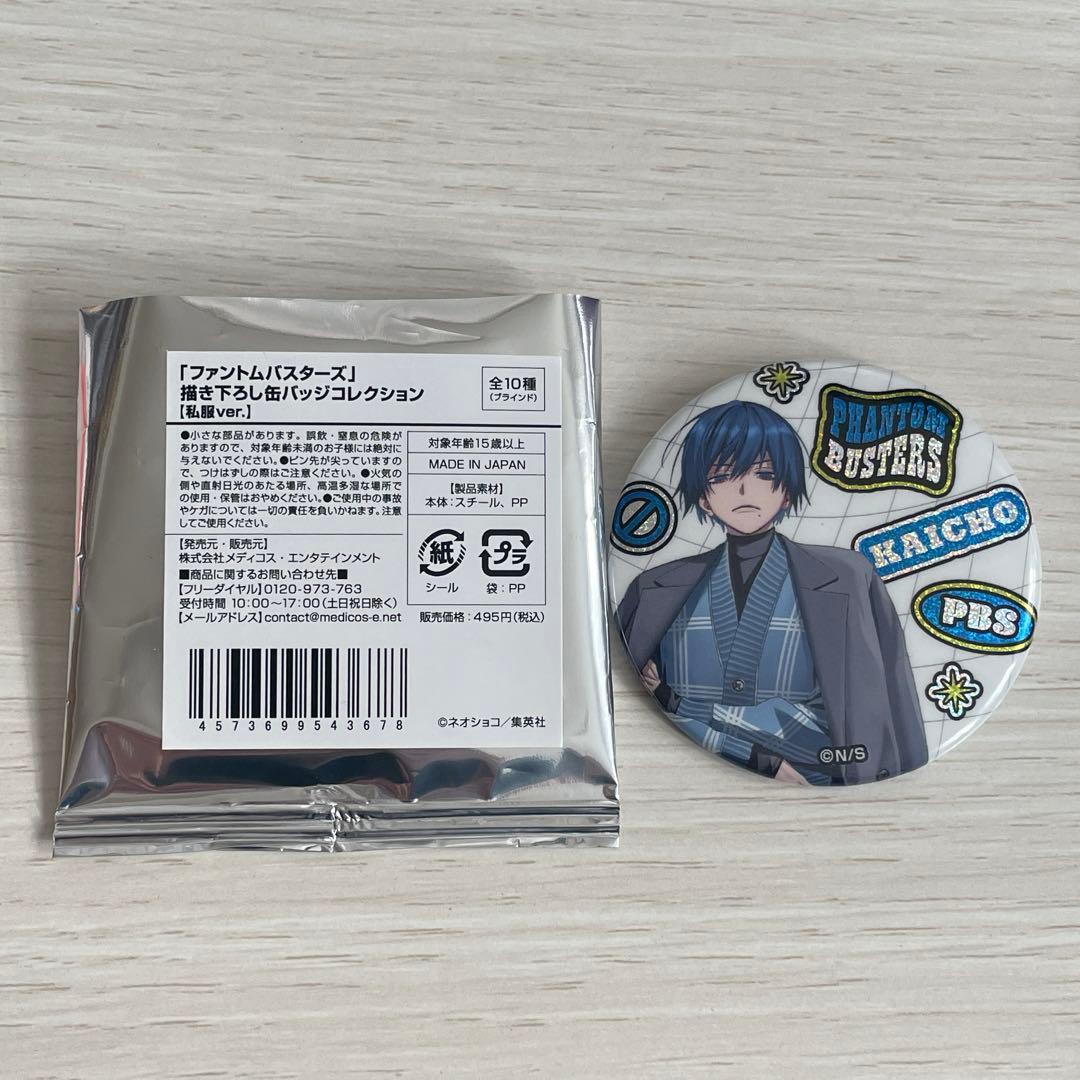 「ファントムバスターズ」
描き下ろし缶バッジコレクション
【私服ver.】
全10種
(ブラインド)
●小さな部品があります。誤飲・窒息の危険が
ありますので、対象年齢未満のお子様には絶対に
与えないでください。●ピン先が尖っていますの
で、つけはずしの際はご注意ください。●火気の
側や直射日光のあたる場所、高温多湿な場所で
の使用・保管はおやめください。●ご使用中の事故
やケガについては一切の責任を負いかねます。注意
してご使用ください。
対象年齢15歳以上
MADE IN JAPAN
【製品素材】
本体:スチール、PP
紙
シール
プラ
袋:PP
【発売元・販売元】
株式会社メディコス・エンタテインメント
■商品に関するお問い合わせ先■
【フリーダイヤル】0120-973-763
受付時間 10:00〜17:00(土日祝日除く)
【メールアドレス】contact@medicos-e.net
販売価格:495円(税込)
4573699543678
©ネオショコ/集英社
PHANTOM
BUSTERS
KAICHO
PBS
©N/S